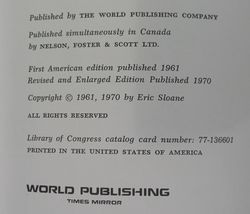 Published by THE WORLD PUBLISHING COMPANY
Published simultaneously in Canada
by NELSON, FOSTER & SCOTT LTD.
First American edition published 1961
Revised and Enlarged Edition Published 1970
Copyright © 1961, 1970 by Eric Sloane
ALL RIGHTS RESERVED
Library of Congress catalog card number: 77-136601
PRINTED IN THE UNITED STATES OF AMERICA
WORLD PUBLISHING
TIMES MIRROR